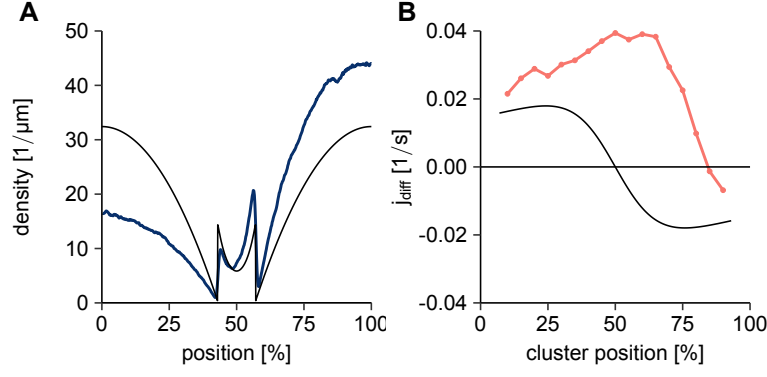 A
density [1/µm]
50
40
30
20
10
0
0 25 50 75 100
position [%]
B
j_diff [1/s]
0.04
0.02
0.00
-0.02
-0.04
0 25 50 75 100
cluster position [%]